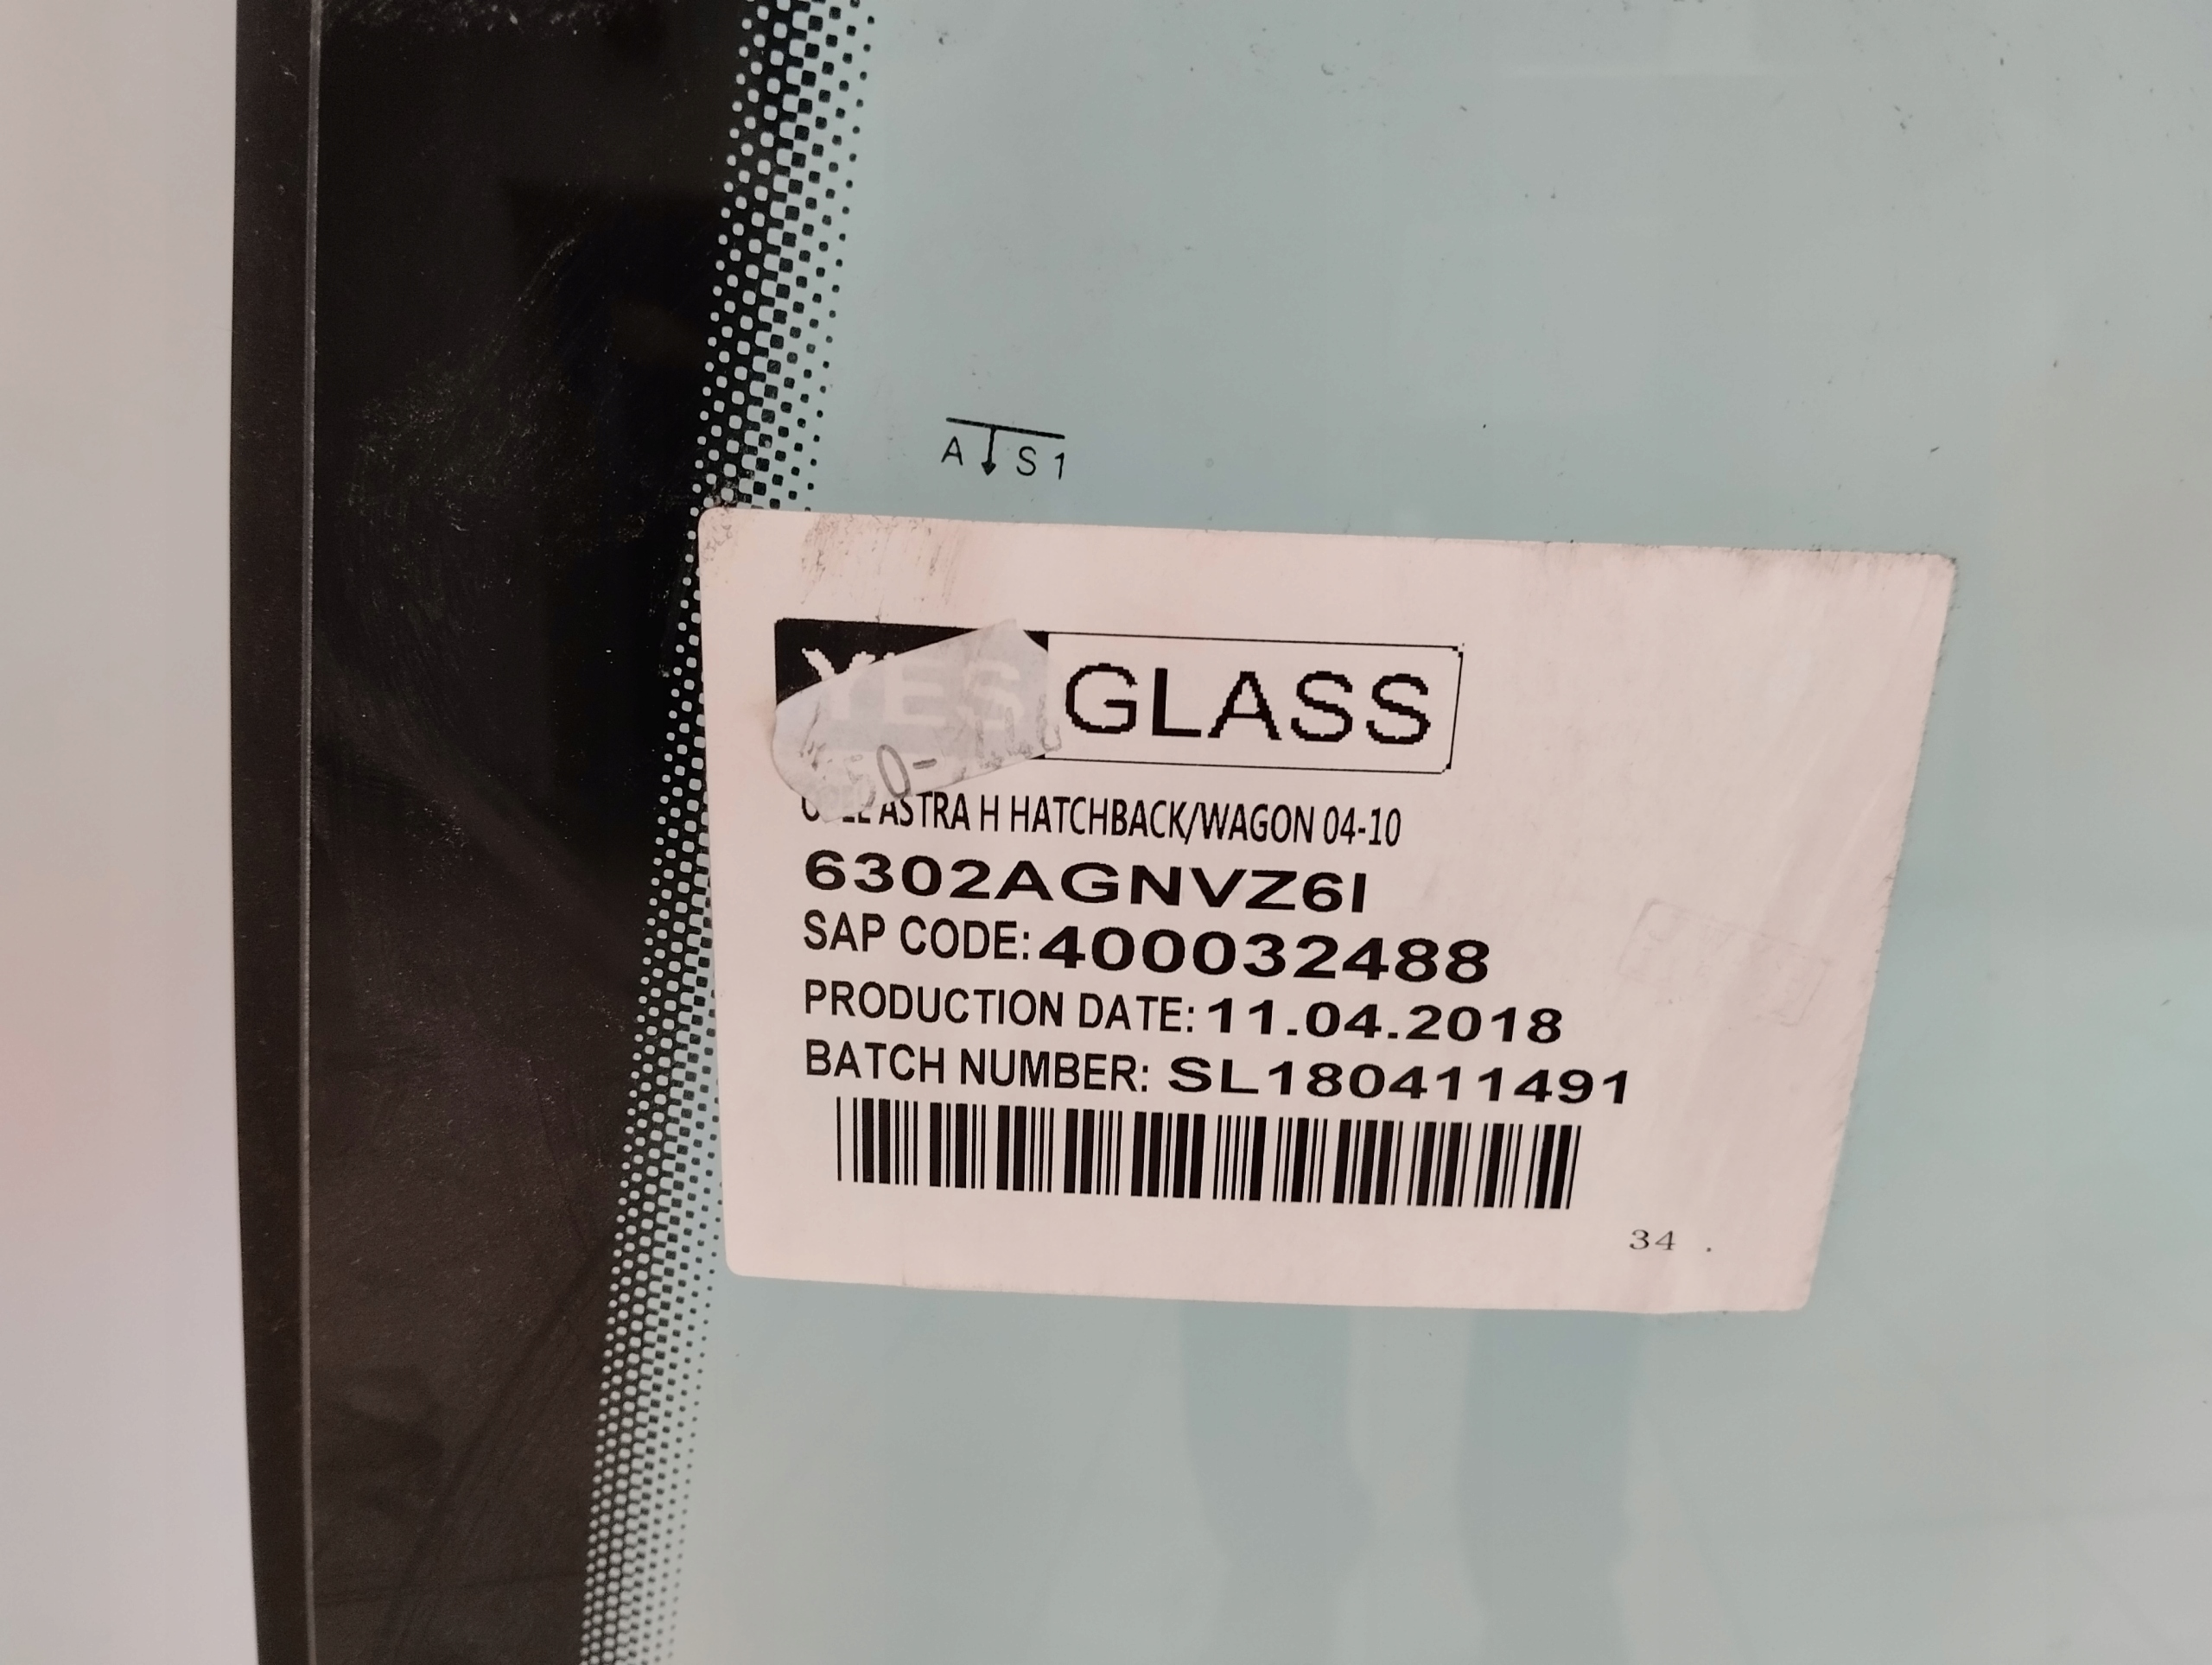 A S 1
YES GLASS
ASTRA H HATCHBACK/WAGON 04-10
6302AGNVZ6I
SAP CODE: 400032488
PRODUCTION DATE: 11.04.2018
BATCH NUMBER: SL180411491
34 .